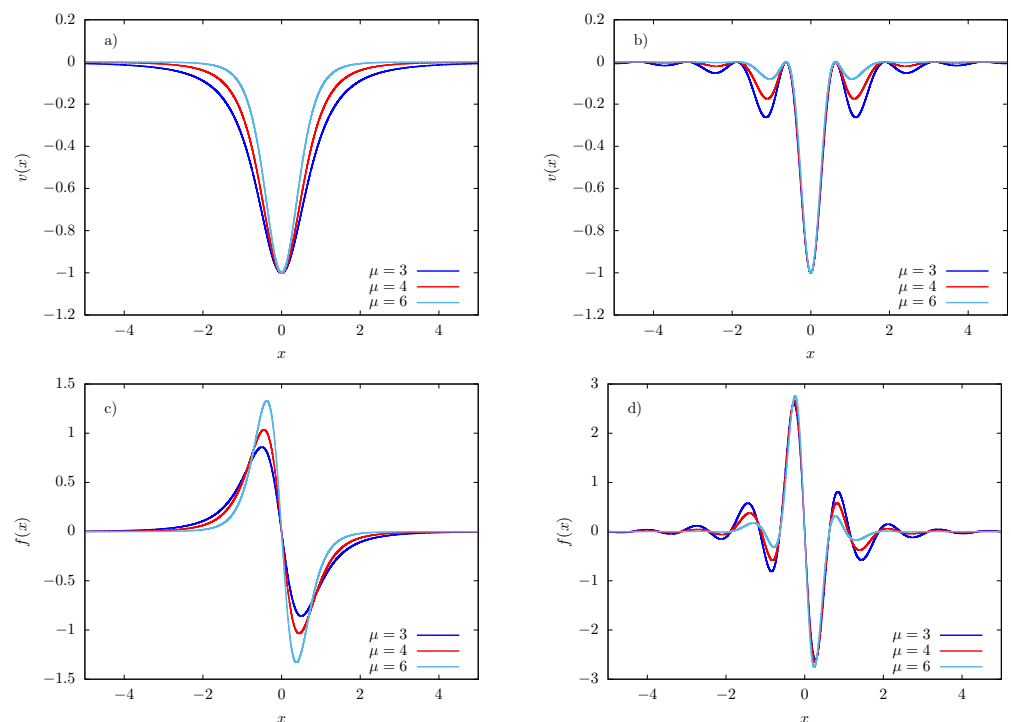 a)
0.2
0
−0.2
−0.4
−0.6
−0.8
−1
−1.2
v(x)
−4 −2 0 2 4
x
μ = 3
μ = 4
μ = 6
b)
0.2
0
−0.2
−0.4
−0.6
−0.8
−1
−1.2
v(x)
−4 −2 0 2 4
x
μ = 3
μ = 4
μ = 6
c)
1.5
1
0.5
0
−0.5
−1
−1.5
f(x)
−4 −2 0 2 4
x
μ = 3
μ = 4
μ = 6
d)
3
2
1
0
−1
−2
−3
f(x)
−4 −2 0 2 4
x
μ = 3
μ = 4
μ = 6